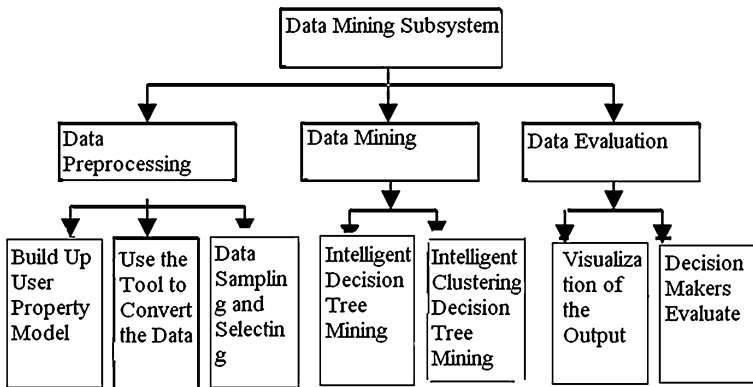 Data Mining Subsystem
Data
Preprocessing
Data Mining
Data Evaluation
Build Up
User
Property
Model
Use the
Tool to
Convert
the Data
Data
Samplin
g and
Selectin
g
Intelligent
Decision
Tree
Mining
Intelligent
Clustering
Decision
Tree
Mining
Visualiza
tion of
the
Output
Decision
Makers
Evaluate